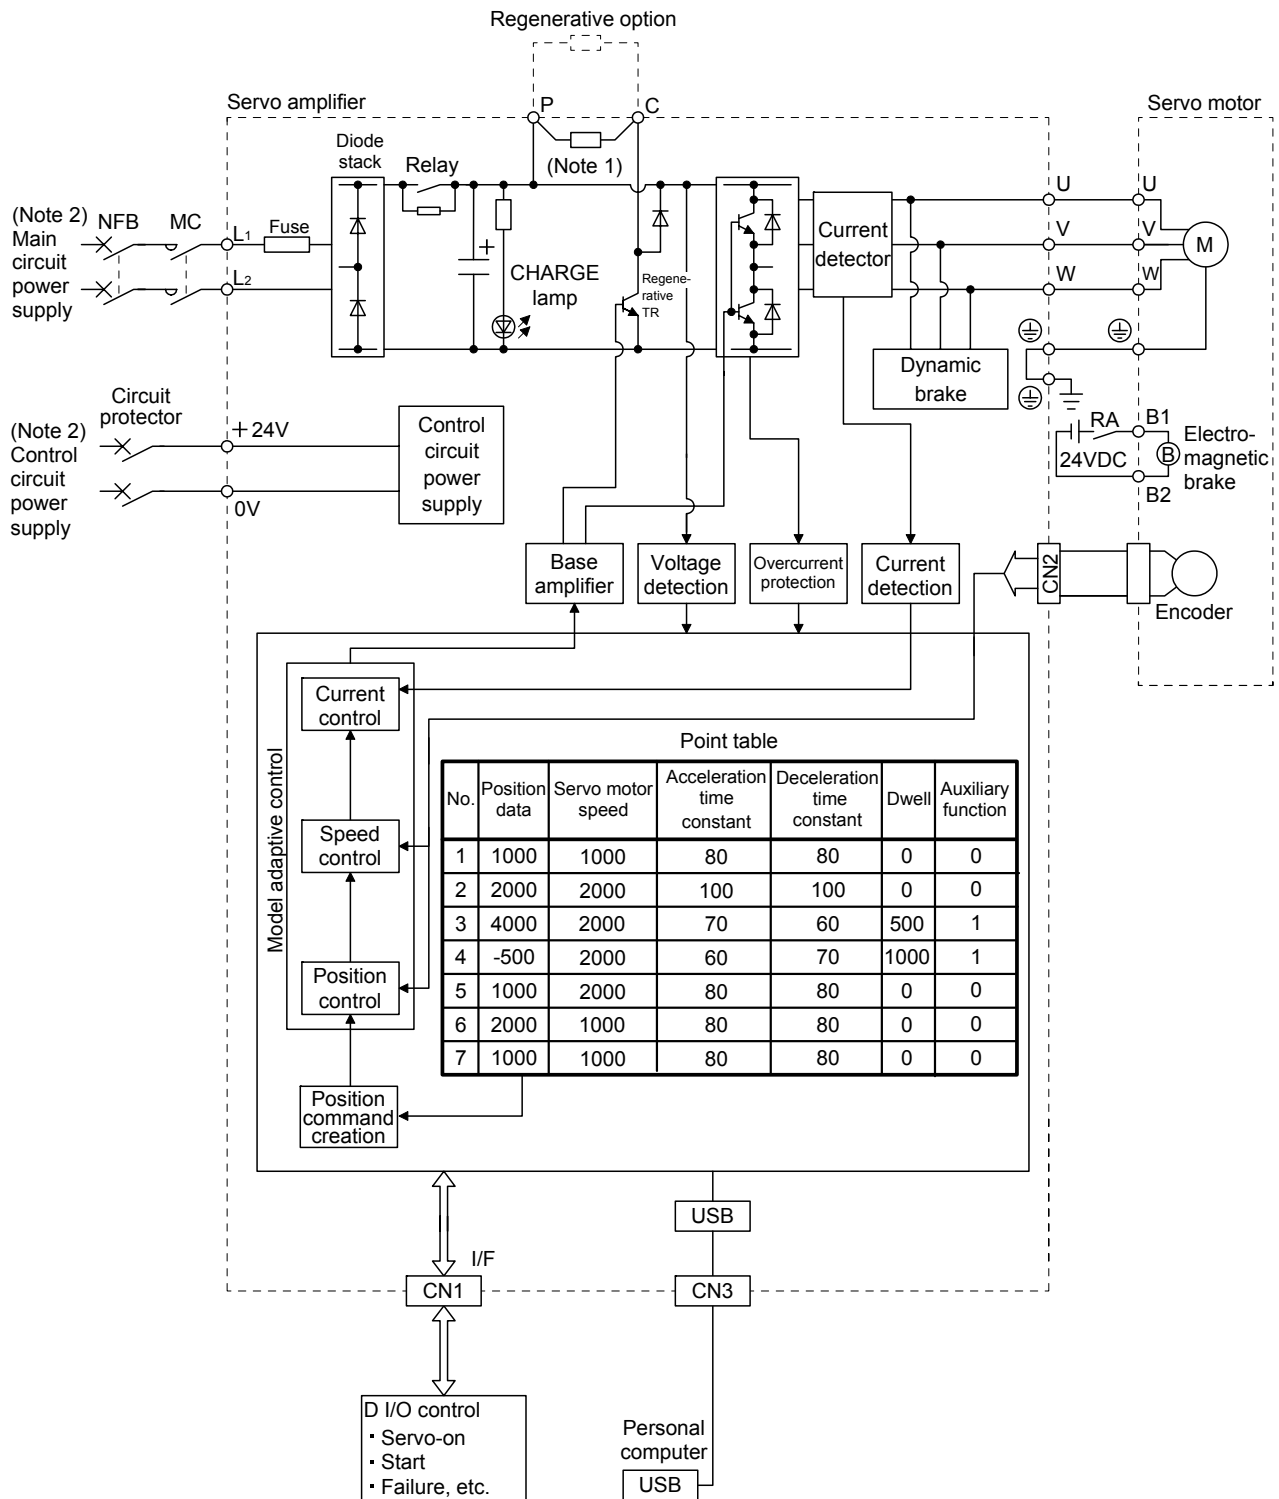 Regenerative option
Servo amplifier
P
C
Servo motor
Diode
stack
Relay
(Note 1)
U
U
(Note 2)
Main
circuit
power
supply
NFB
MC
L1
Fuse
L2
CHARGE
lamp
Regene-
rative
TR
Current
detector
V
V
M
W
W
Dynamic
brake
Circuit
protector
(Note 2)
Control
circuit
power
supply
+24V
0V
Control
circuit
power
supply
RA
24VDC
B1
B
B2
Electro-
magnetic
brake
Base
amplifier
Voltage
detection
Overcurrent
protection
Current
detection
CN2
Encoder
Model adaptive control
Current
control
Speed
control
Position
control
Position
command
creation
Point table
No. Position data Servo motor speed Acceleration time constant Deceleration time constant Dwell Auxiliary function
1 1000 1000 80 80 0 0
2 2000 2000 100 100 0 0
3 4000 2000 70 60 500 1
4 -500 2000 60 70 1000 1
5 1000 2000 80 80 0 0
6 2000 1000 80 80 0 0
7 1000 1000 80 80 0 0
USB
I/F
CN1
CN3
D I/O control
・Servo-on
・Start
・Failure, etc.
Personal
computer
USB